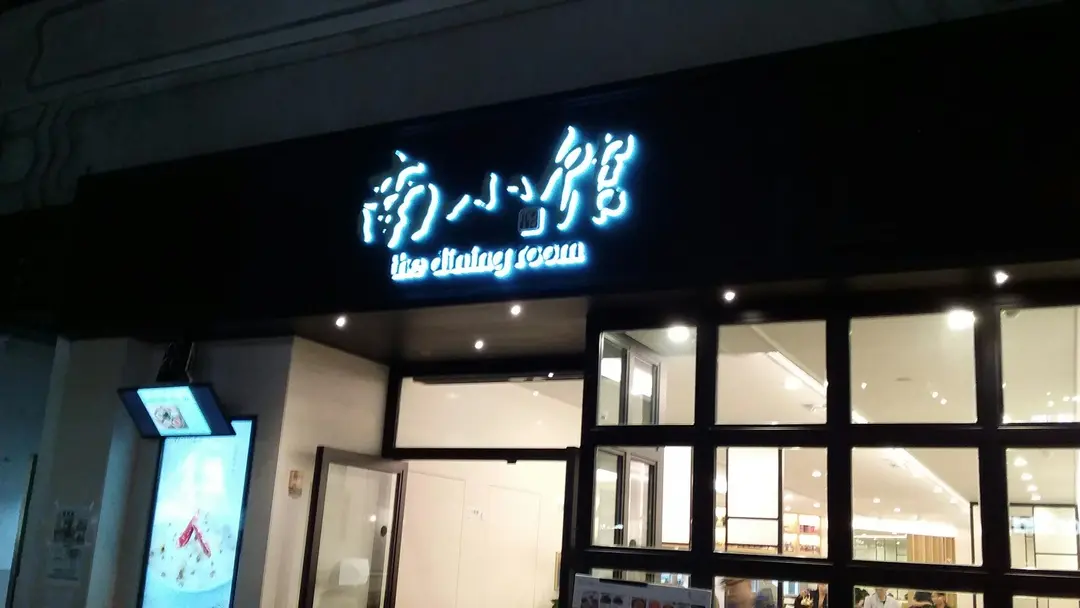 南小館
the dining room